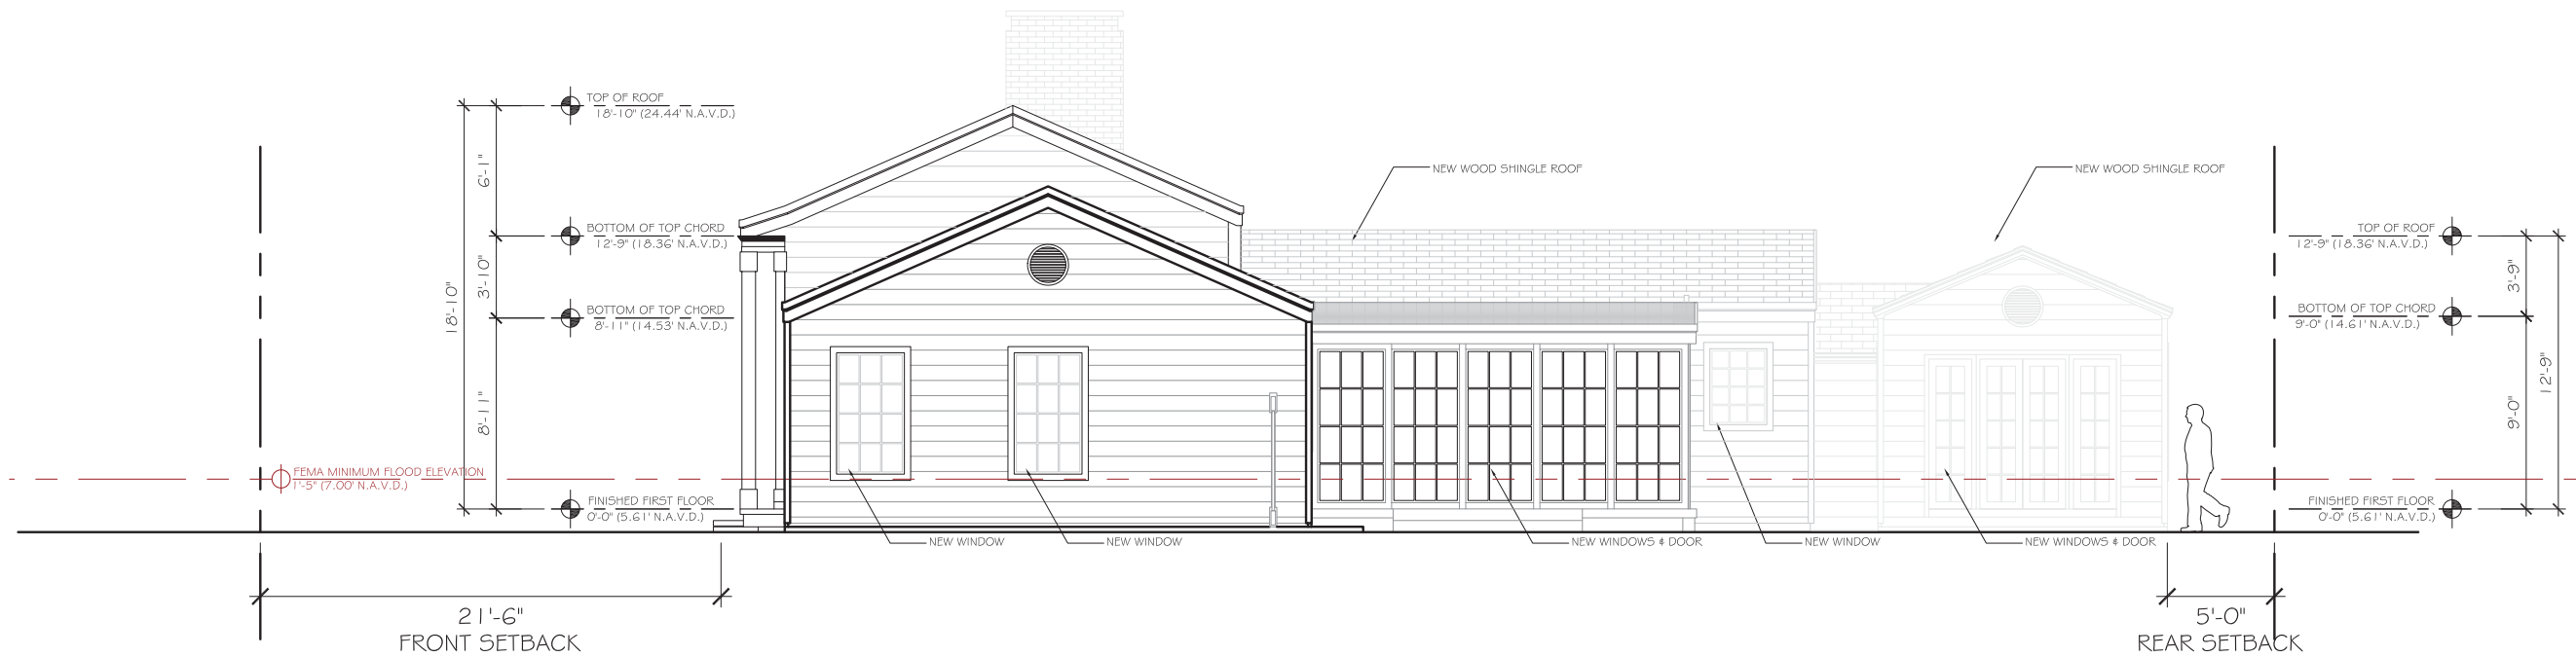 TOP OF ROOF
18'-10" (24.44' N.A.V.D.)
6'-1"
NEW WOOD SHINGLE ROOF
NEW WOOD SHINGLE ROOF
BOTTOM OF TOP CHORD
12'-9" (18.36' N.A.V.D.)
TOP OF ROOF
12'-9" (18.36' N.A.V.D.)
3'-10"
3'-9"
18'-10"
BOTTOM OF TOP CHORD
8'-11" (14.53' N.A.V.D.)
BOTTOM OF TOP CHORD
9'-0" (14.61' N.A.V.D.)
12'-9"
8'-11"
9'-0"
FEMA MINIMUM FLOOD ELEVATION
1'-5" (7.00' N.A.V.D.)
FINISHED FIRST FLOOR
0'-0" (5.61' N.A.V.D.)
FINISHED FIRST FLOOR
0'-0" (5.61' N.A.V.D.)
NEW WINDOW
NEW WINDOW
NEW WINDOWS & DOOR
NEW WINDOW
NEW WINDOWS & DOOR
21'-6"
FRONT SETBACK
5'-0"
REAR SETBACK